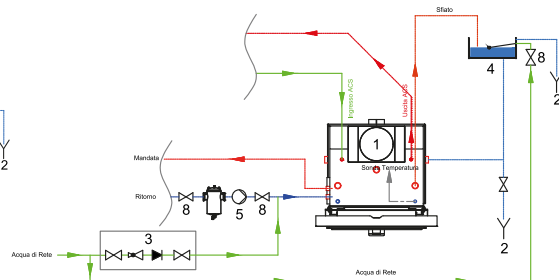 Sfiato
8
4
2
Ingresso ACS
Uscita ACS
1
Mandata
Sonda Temperatura
2
Ritorno
8
5
8
3
2
Acqua di Rete
Acqua di Rete